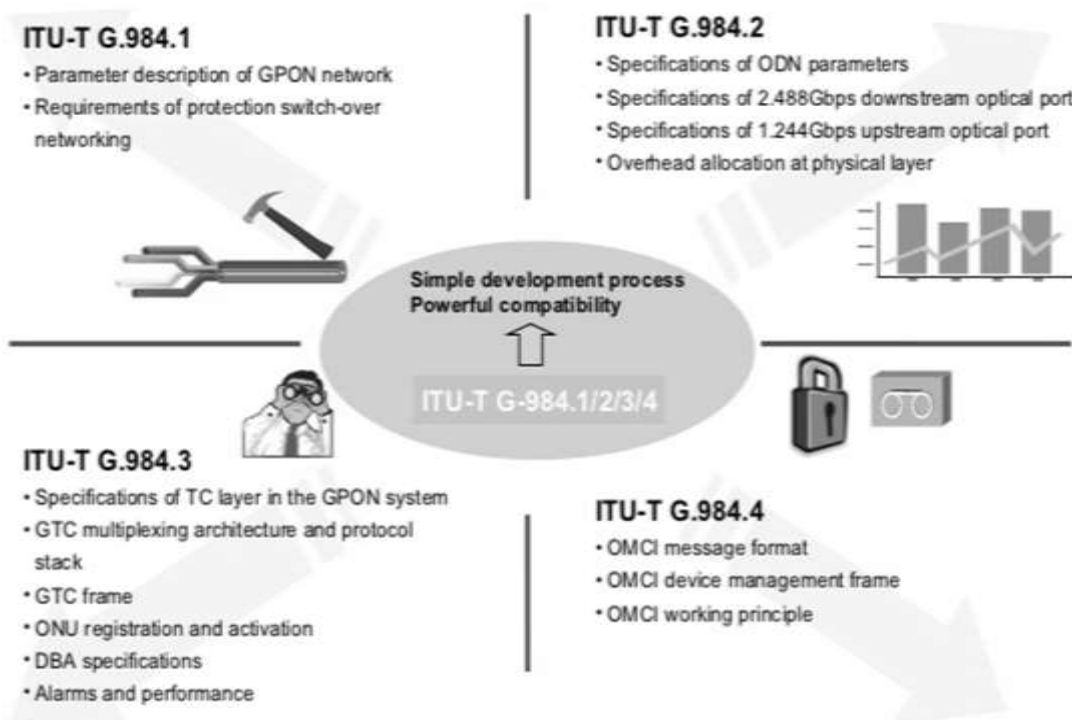 ITU-T G.984.1
• Parameter description of GPON network
• Requirements of protection switch-over
networking
ITU-T G.984.2
• Specifications of ODN parameters
• Specifications of 2.488Gbps downstream optical port
• Specifications of 1.244Gbps upstream optical port
• Overhead allocation at physical layer
Simple development process
Powerful compatibility
ITU-T G-984.1/2/3/4
ITU-T G.984.3
• Specifications of TC layer in the GPON system
• GTC multiplexing architecture and protocol
stack
• GTC frame
• ONU registration and activation
• DBA specifications
• Alarms and performance
ITU-T G.984.4
• OMCI message format
• OMCI device management frame
• OMCI working principle